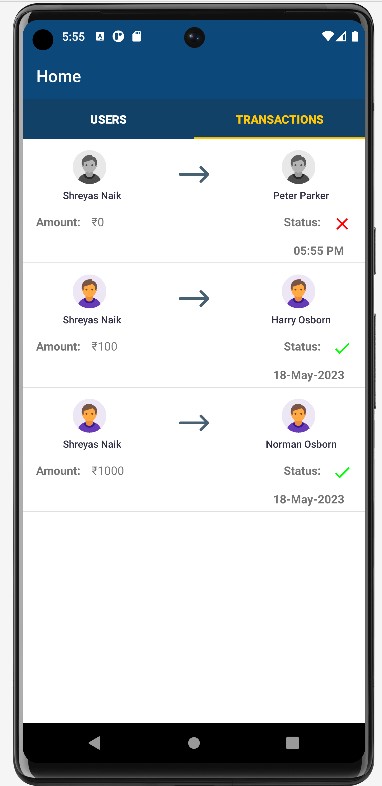 5:55
Home
USERS TRANSACTIONS
Shreyas Naik Peter Parker
Amount: ₹0 Status:
05:55 PM
Shreyas Naik Harry Osborn
Amount: ₹100 Status:
18-May-2023
Shreyas Naik Norman Osborn
Amount: ₹1000 Status:
18-May-2023